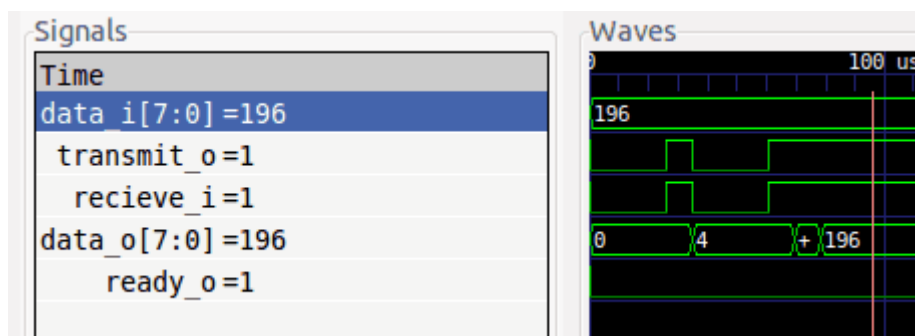 Signals
Waves
Time
0
100 us
data_i[7:0]=196
196
transmit_o=1
recieve_i=1
data_o[7:0]=196
0 4 + 196
ready_o=1